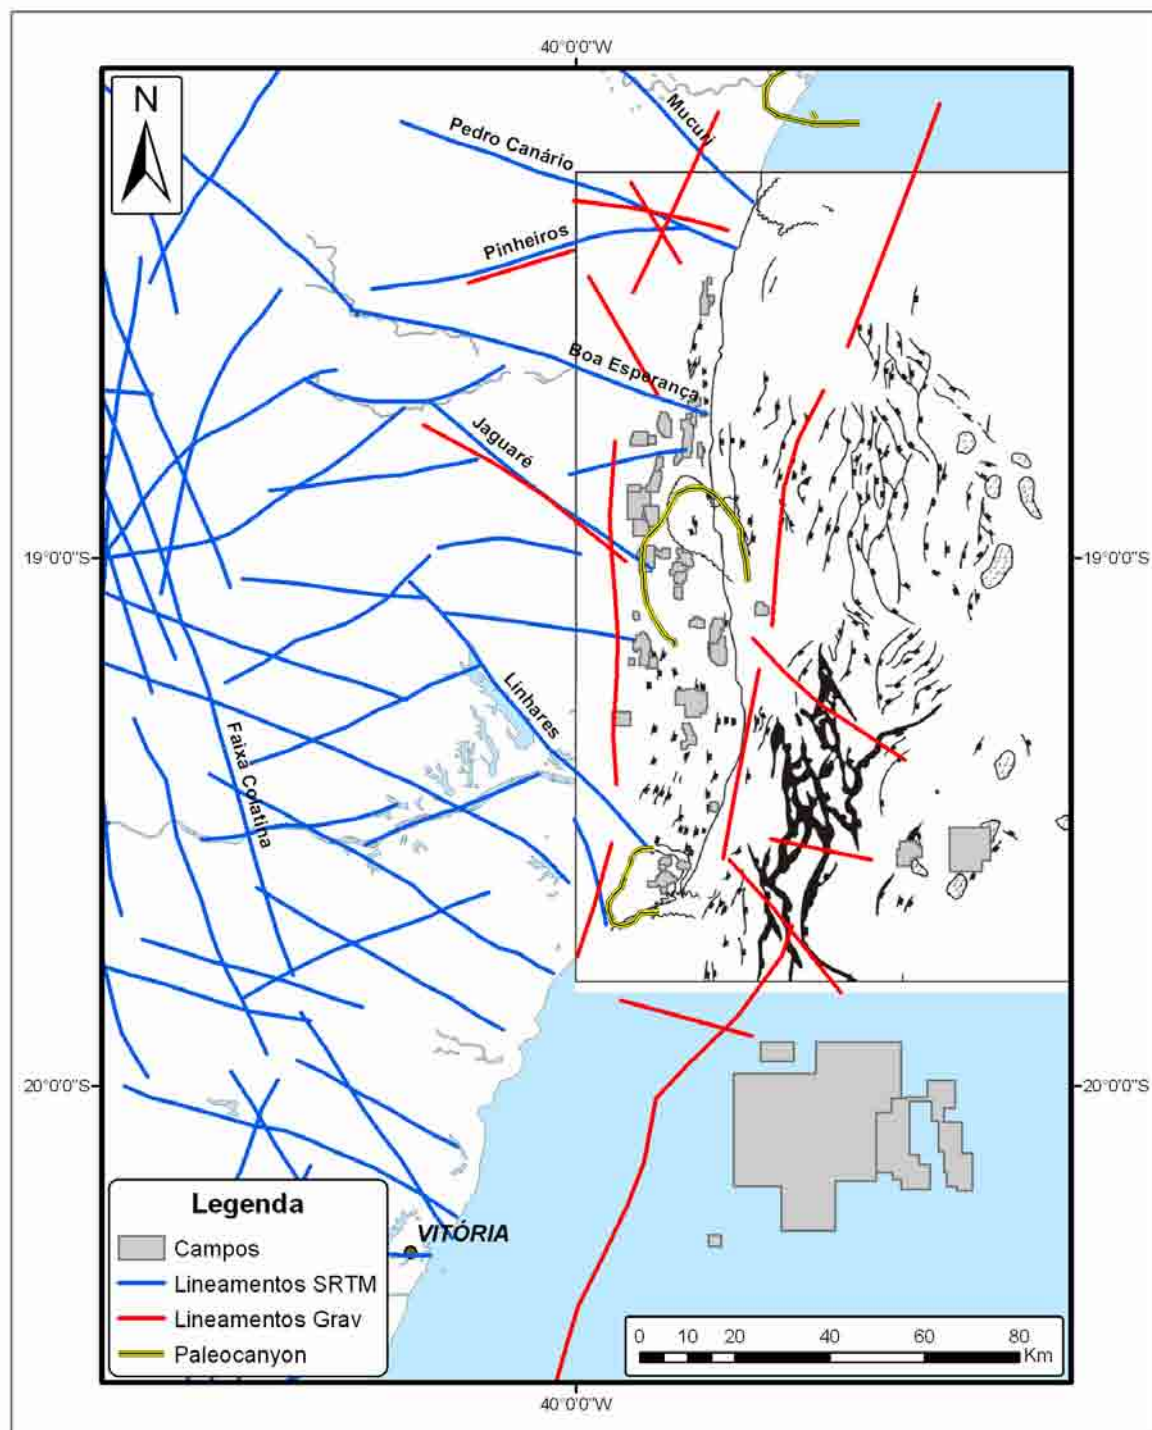 40°0'0"W
N
Mucuri
Pedro Canário
Pinheiros
Boa Esperança
Jaguaré
19°0'0"S
19°0'0"S
Linhares
Faixa Colatina
20°0'0"S
20°0'0"S
VITÓRIA
Legenda
Campos
Lineamentos SRTM
Lineamentos Grav
Paleocanyon
0 10 20 40 60 80
Km
40°0'0"W